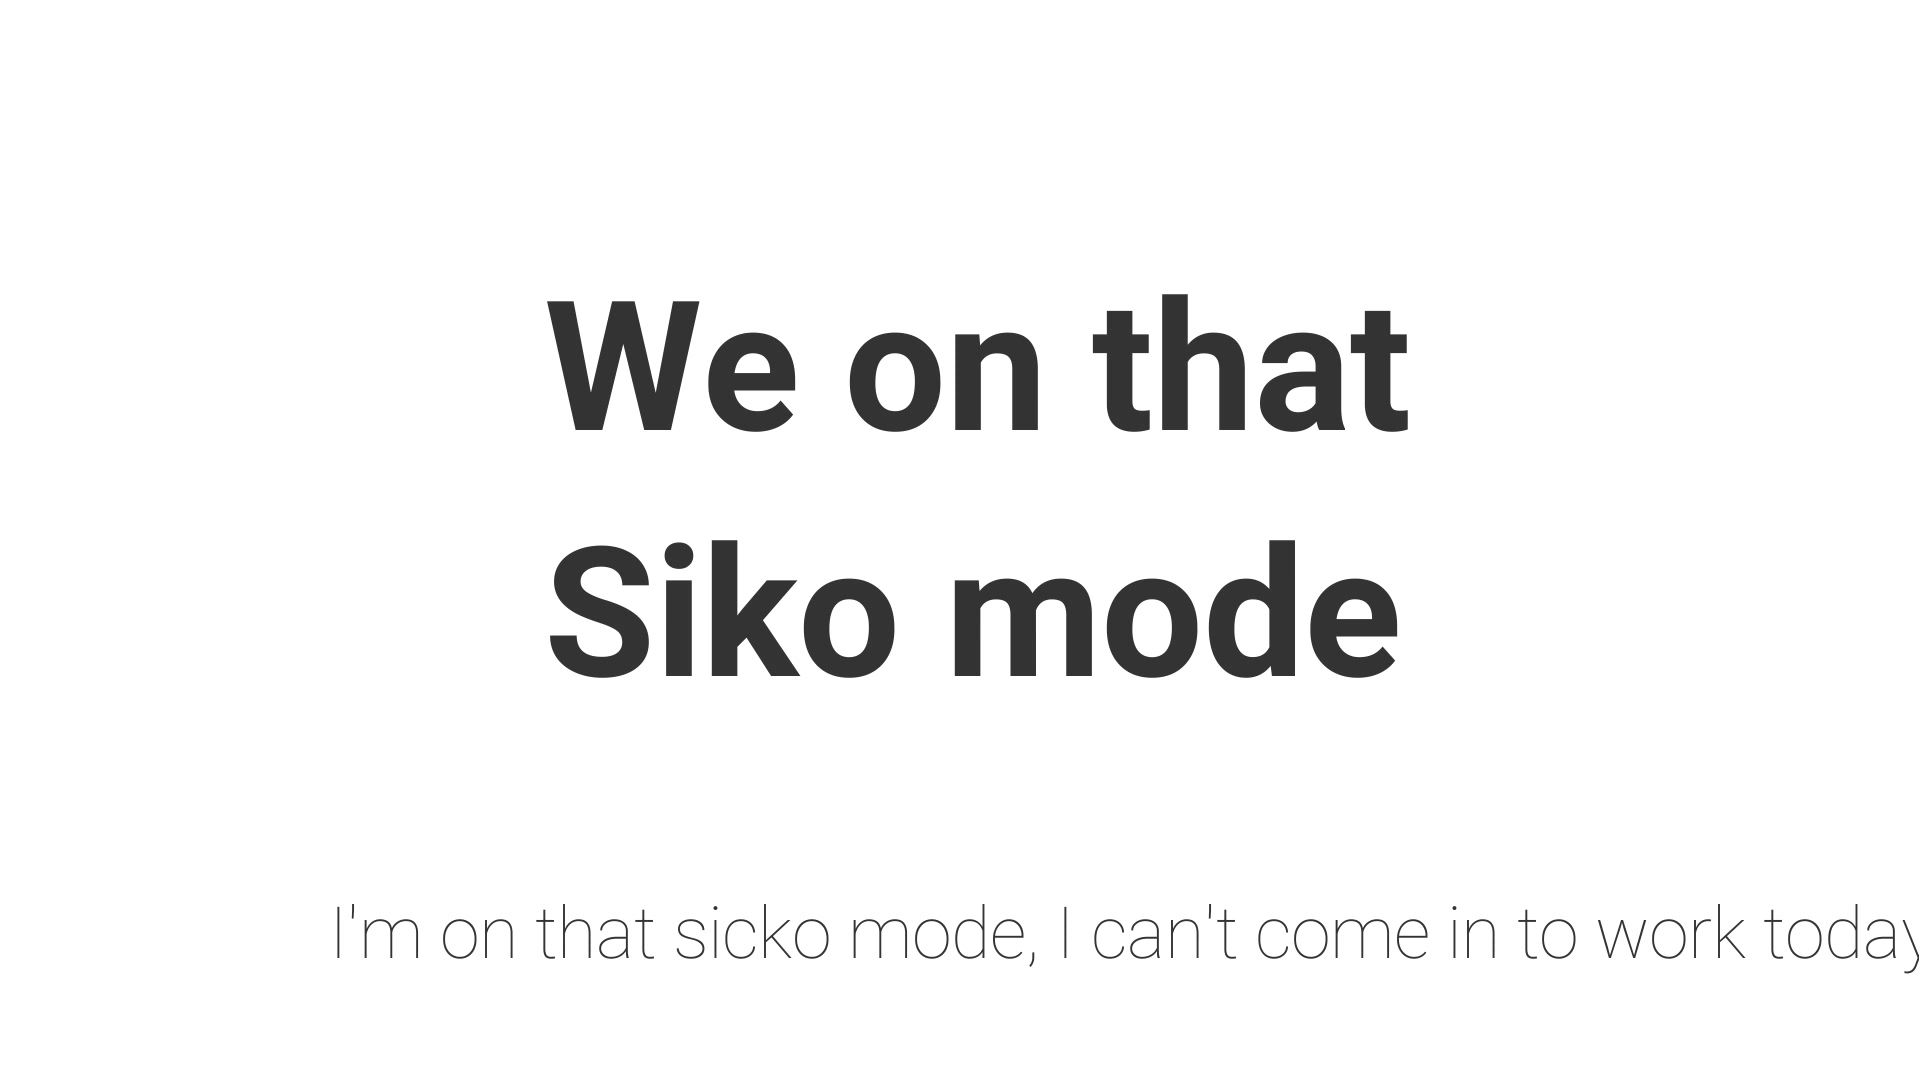 We on that
Siko mode
I'm on that sicko mode, I can't come in to work today